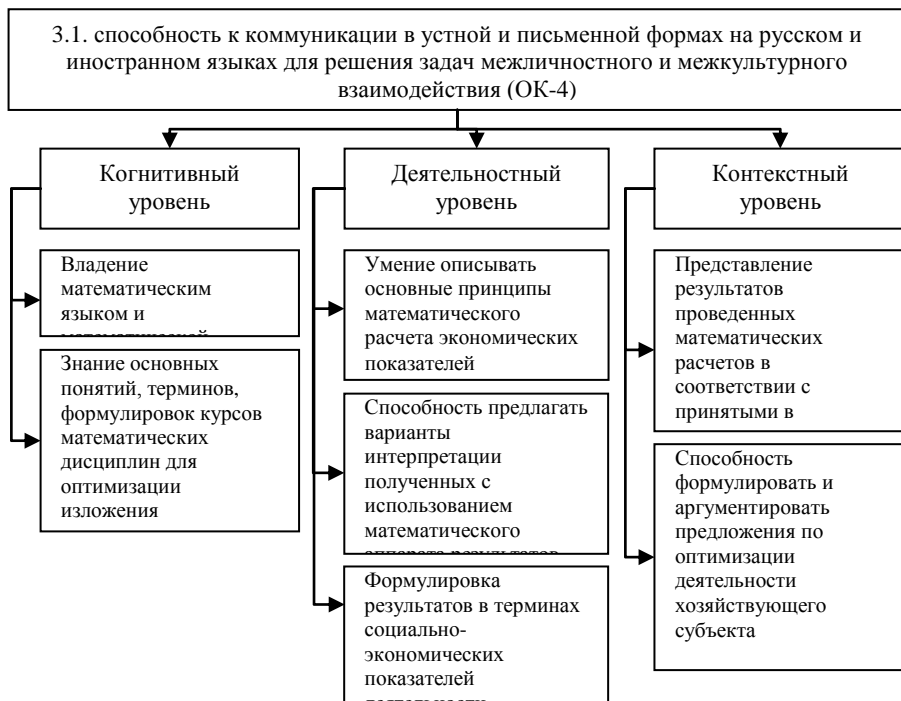 3.1. способность к коммуникации в устной и письменной формах на русском и
иностранном языках для решения задач межличностного и межкультурного
взаимодействия (ОК-4)
Когнитивный
уровень
Владение
математическим
языком и
Знание основных
понятий, терминов,
формулировок курсов
математических
дисциплин для
оптимизации
изложения
Деятельностный
уровень
Умение описывать
основные принципы
математического
расчета экономических
показателей
Способность предлагать
варианты
интерпретации
полученных с
использованием
математического
аппарата результатов
Формулировка
результатов в терминах
социально-
экономических
показателей
Контекстный
уровень
Представление
результатов
проведенных
математических
расчетов в
соответствии с
принятыми в
Способность
формулировать и
аргументировать
предложения по
оптимизации
деятельности
хозяйствующего
субъекта